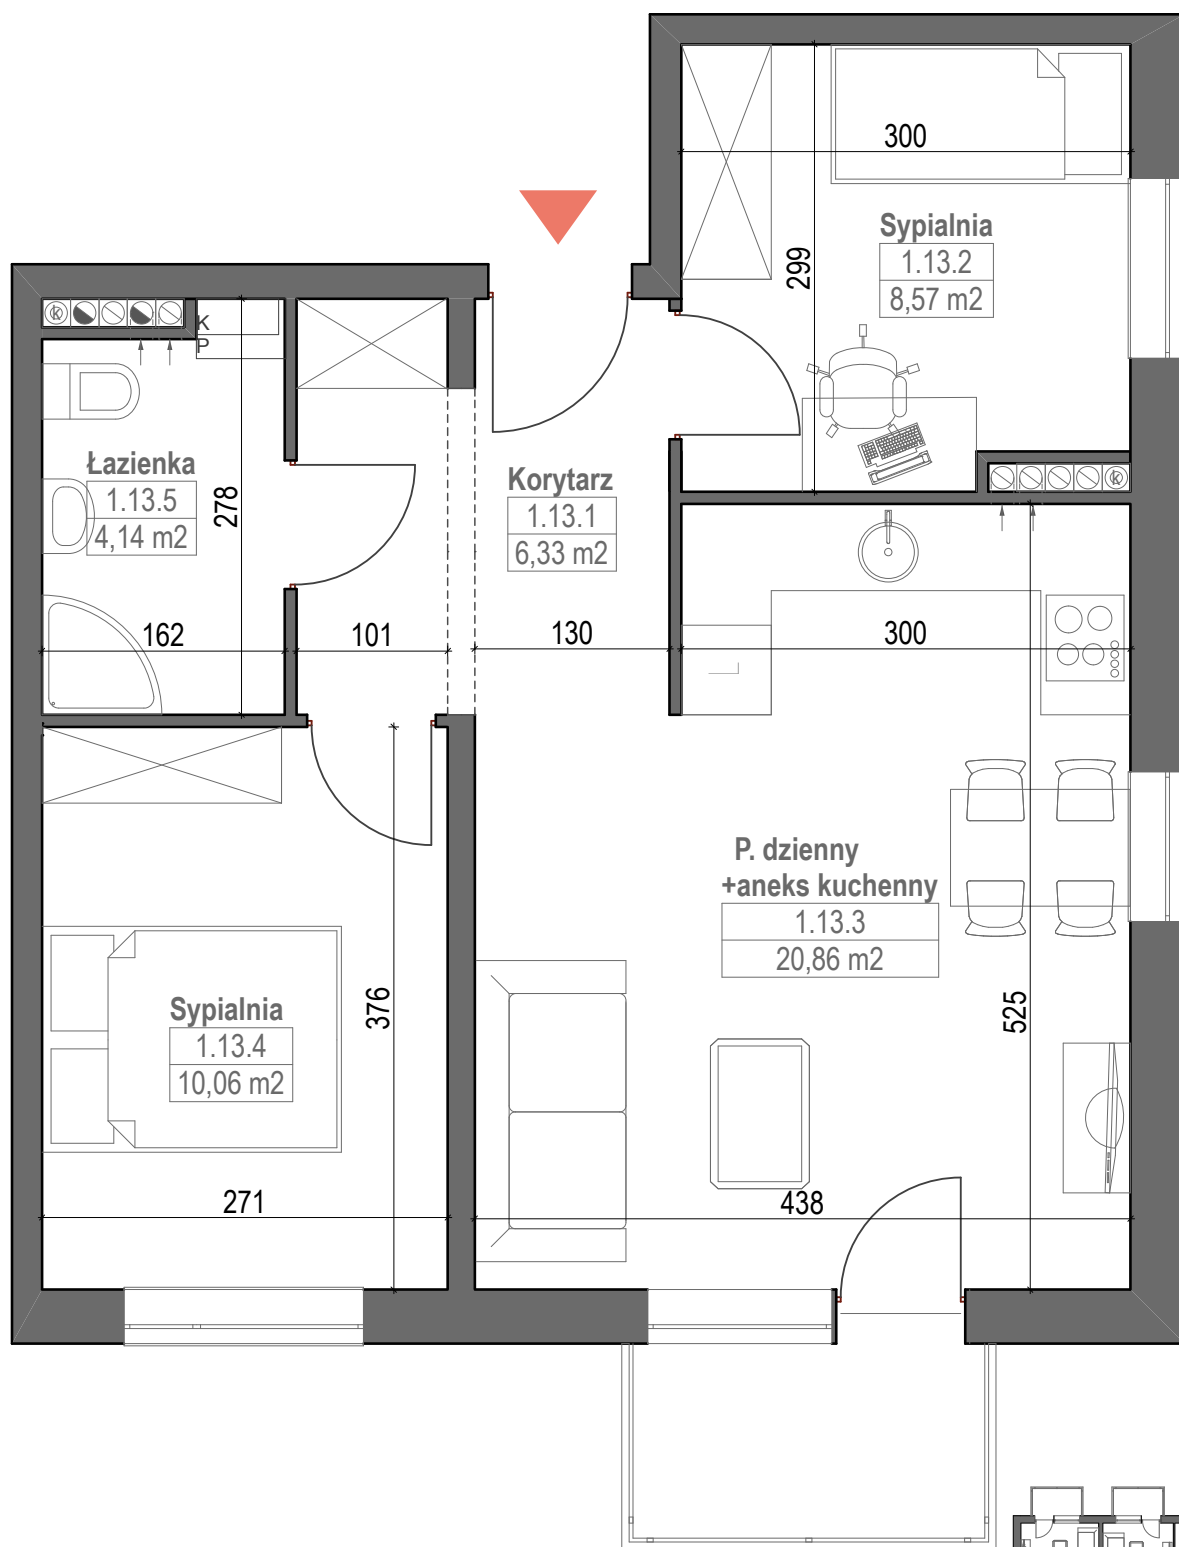 300
Sypialnia
1.13.2
8,57 m2
299
K
P
Łazienka
1.13.5
4,14 m2
278
162
101
Korytarz
1.13.1
6,33 m2
130
300
P. dzienny
+aneks kuchenny
1.13.3
20,86 m2
525
438
Sypialnia
1.13.4
10,06 m2
376
271